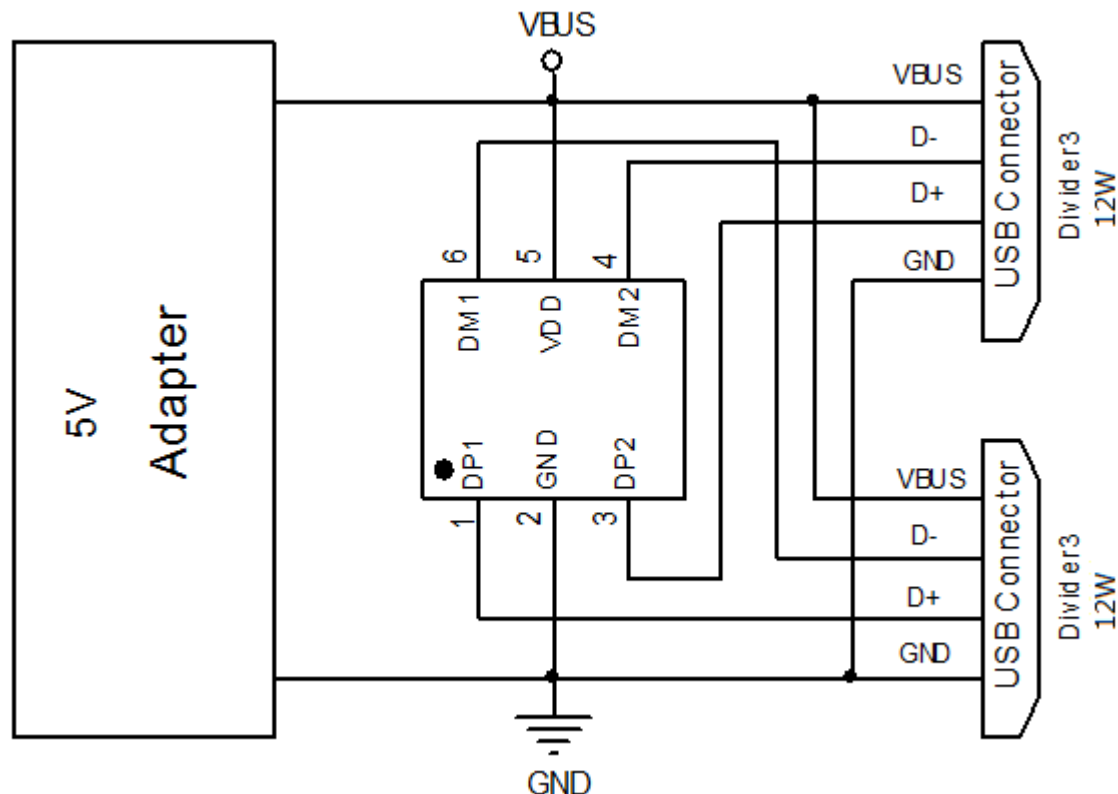 VBUS
5V
Adapter
6
5
4
DM1
VDD
DM2
DP1
GND
DP2
1
2
3
GND
VBUS
D-
D+
GND
USB Connector
Divider3
12W
VBUS
D-
D+
GND
USB Connector
Divider3
12W